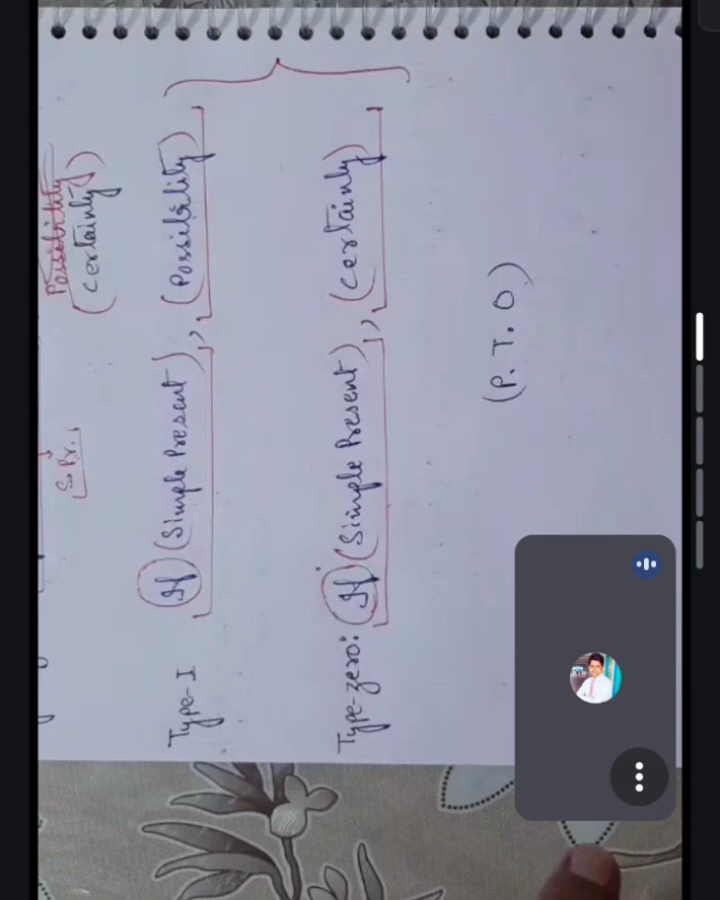 Possibility
(certainly)
S. Pr.
Type-I (If) (Simple Present), (Possibility),
Type-zero: (If) (Simple Present), (certainly),
(P. T. O)